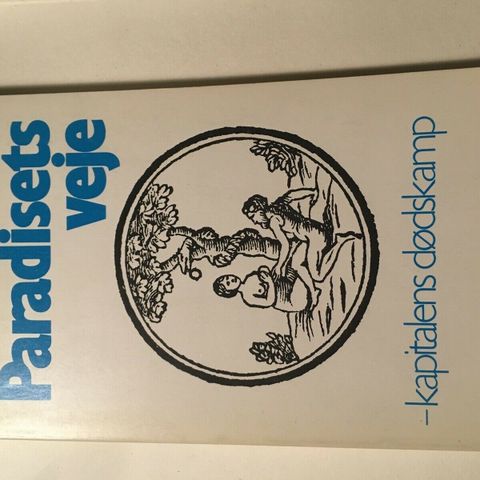 Paradisets
veje
–kapitalens dødskamp